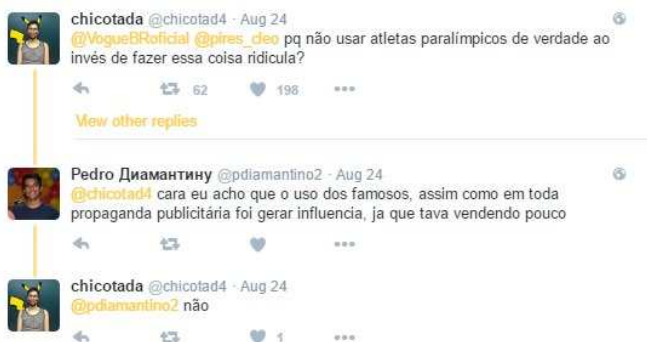 chicotada @chicotad4 · Aug 24
@VogueBRoficial @pires_cleo pq não usar atletas paralímpicos de verdade ao
invés de fazer essa coisa ridicula?
62 198
View other replies
Pedro Диамантину @pdiamantino2 · Aug 24
@chicotad4 cara eu acho que o uso dos famosos, assim como em toda
propaganda publicitária foi gerar influencia, ja que tava vendendo pouco
chicotada @chicotad4 · Aug 24
@pdiamantino2 não
1